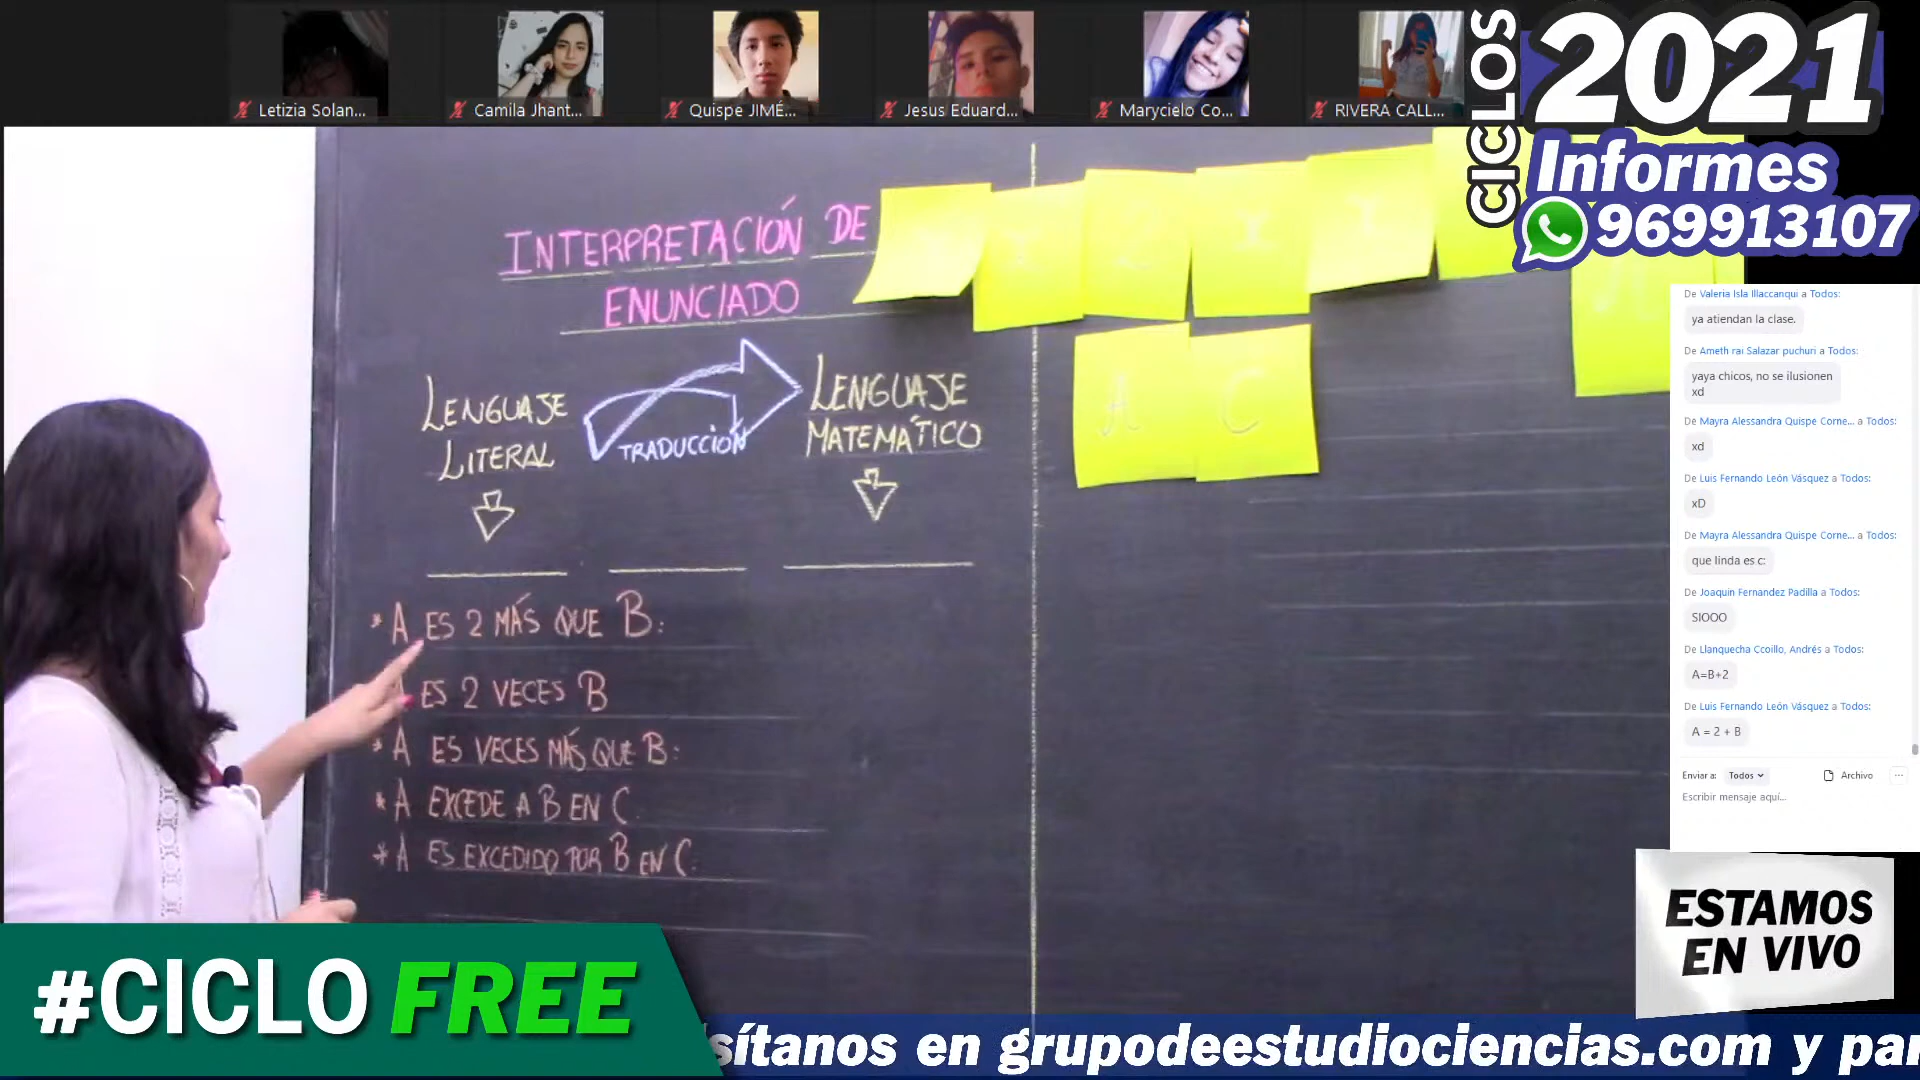 Letizia Solan...
Camila Jhant...
Quispe JIMÉ...
Jesus Eduard...
Marycielo Co...
RIVERA CALL...
CICLOS
2021
Informes
969913107
INTERPRETACIÓN DE
ENUNCIADO
LENGUAJE
LITERAL
TRADUCCIÓN
LENGUAJE
MATEMÁTICO
A C
* A ES 2 MÁS QUE B:
A ES 2 VECES B
* A ES VECES MÁS QUE B:
* A EXCEDE A B EN C.
* A ES EXCEDIDO POR B EN C.
De Valeria Isla Illaccanqui a Todos:
ya atiendan la clase.
De Ameth rai Salazar puchuri a Todos:
yaya chicos, no se ilusionen
xd
De Mayra Alessandra Quispe Corne... a Todos:
xd
De Luis Fernando León Vásquez a Todos:
xD
De Mayra Alessandra Quispe Corne... a Todos:
que linda es c:
De Joaquin Fernandez Padilla a Todos:
SIOOO
De Llanquecha Ccoillo, Andrés a Todos:
A=B+2
De Luis Fernando León Vásquez a Todos:
A = 2 + B
Enviar a: Todos
Archivo
...
Escribir mensaje aquí...
ESTAMOS
EN VIVO
#CICLO FREE
sítanos en grupodeestudiociencias.com y par